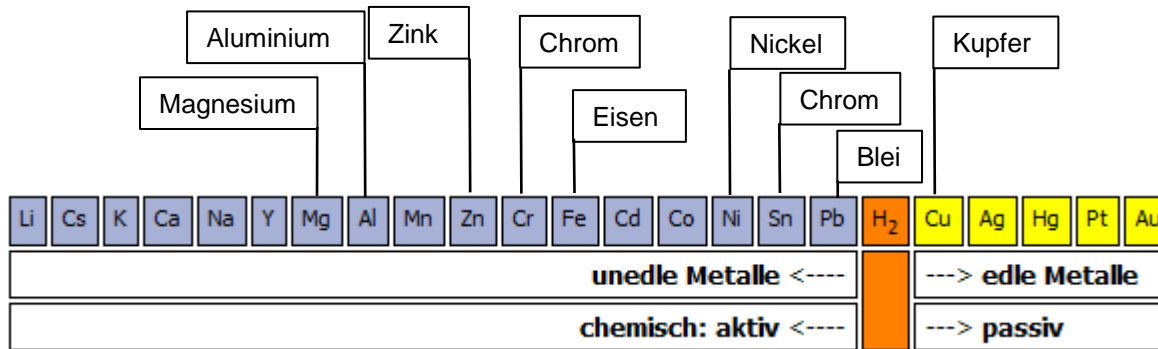 Aluminium Zink Chrom Nickel Kupfer
Magnesium Eisen Chrom
Blei
Li Cs K Ca Na Y Mg Al Mn Zn Cr Fe Cd Co Ni Sn Pb H2 Cu Ag Hg Pt Au
unedle Metalle <---- ---> edle Metalle
chemisch: aktiv <---- ---> passiv